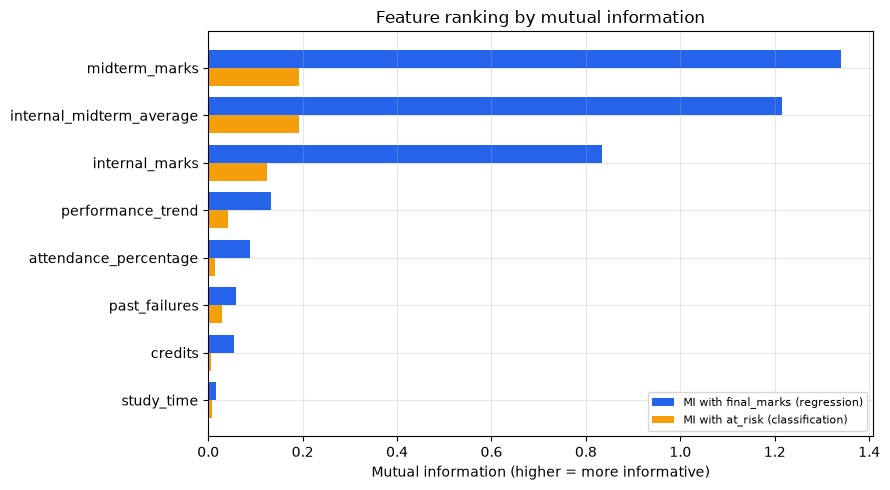 Feature ranking by mutual information
midterm_marks
internal_midterm_average
internal_marks
performance_trend
attendance_percentage
past_failures
credits
study_time
MI with final_marks (regression)
MI with at_risk (classification)
0.0 0.2 0.4 0.6 0.8 1.0 1.2 1.4
Mutual information (higher = more informative)